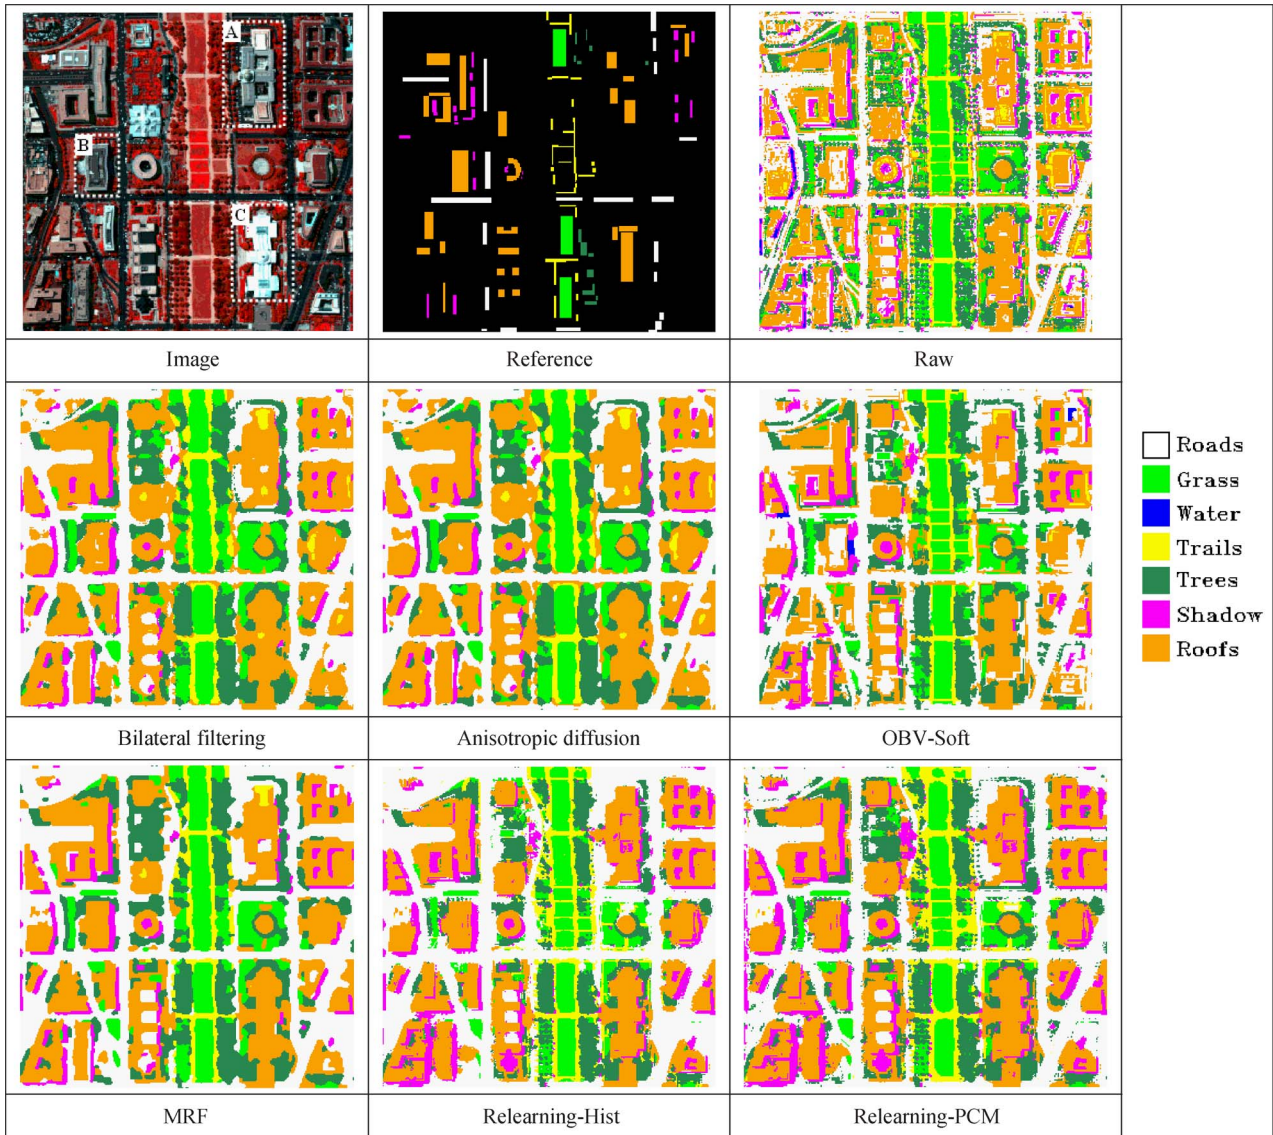 A
B
C
Image
Reference
Raw
Bilateral filtering
Anisotropic diffusion
OBV-Soft
Roads
Grass
Water
Trails
Trees
Shadow
Roofs
MRF
Relearning-Hist
Relearning-PCM